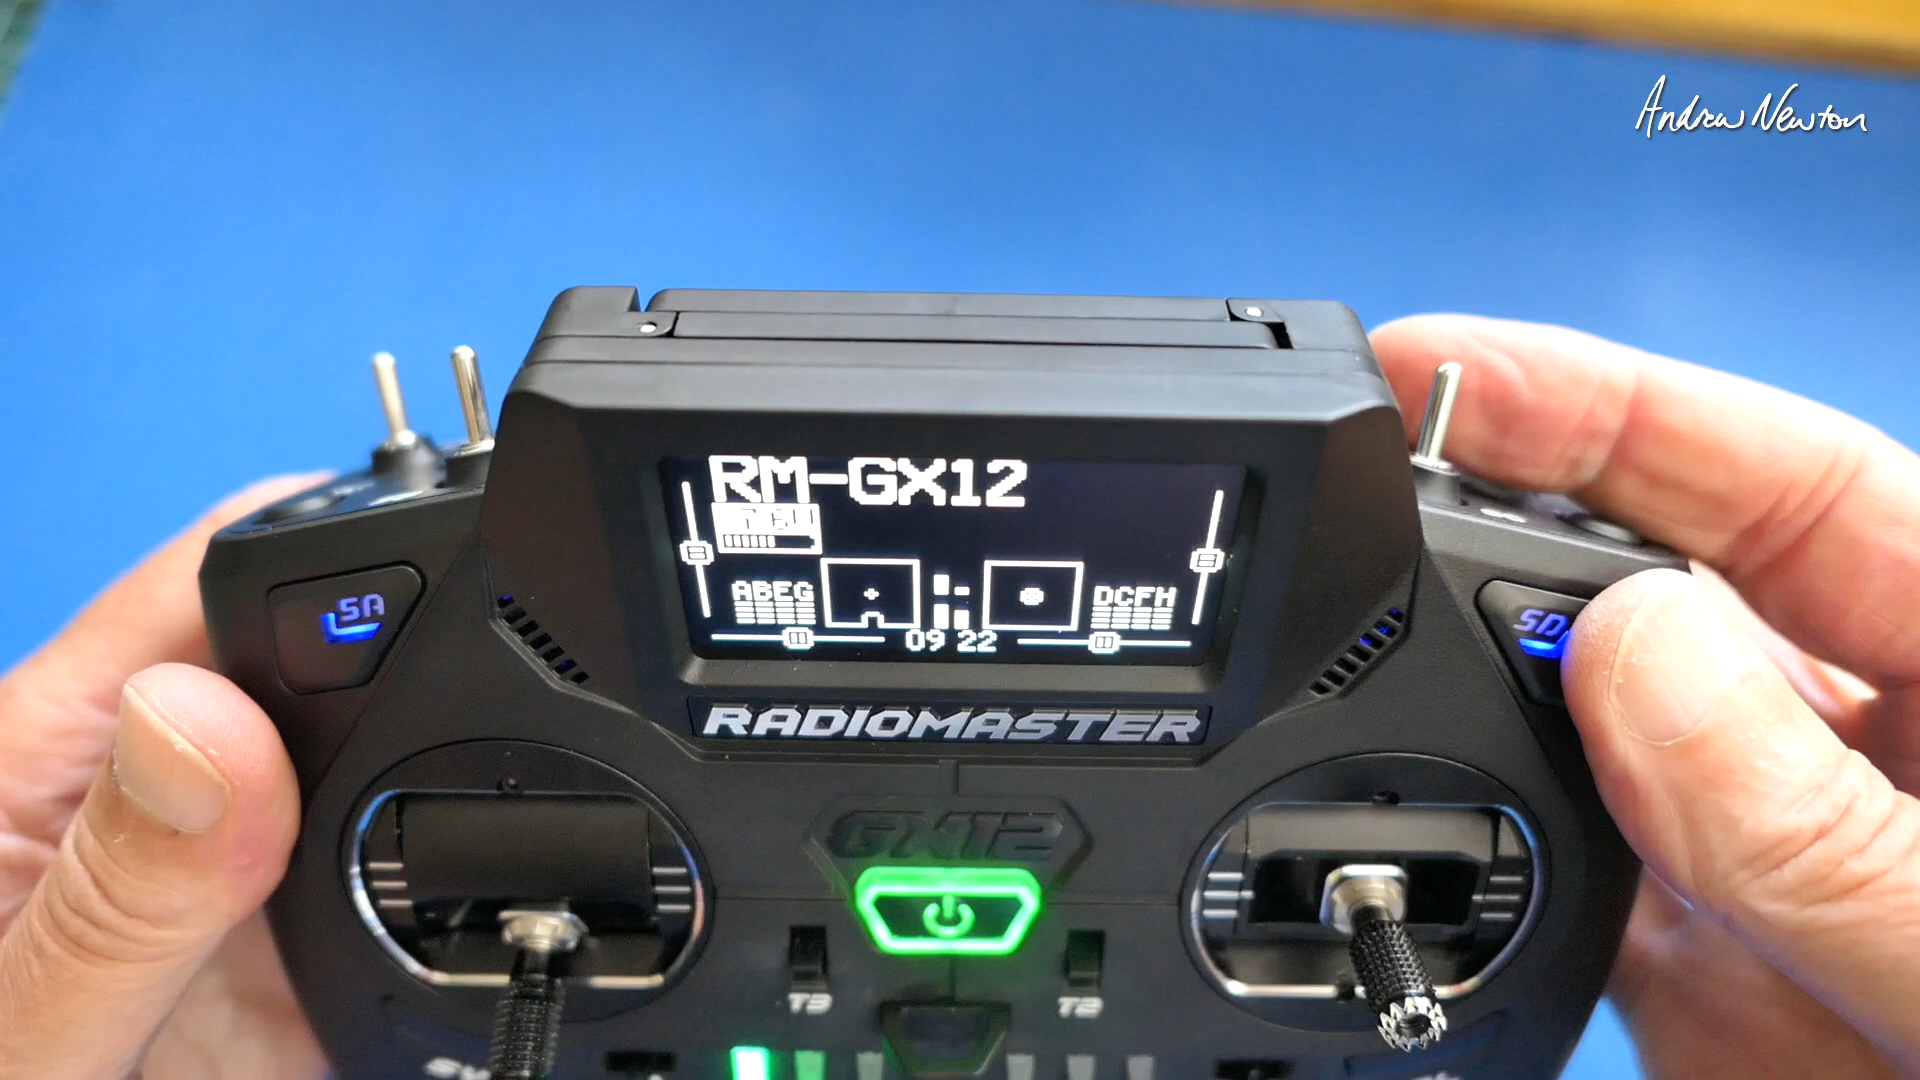 Andrew Newton
RM-GX12
ABEG
DCFH
09 22
SA
SD
RADIOMASTER
GX12
T3
T2